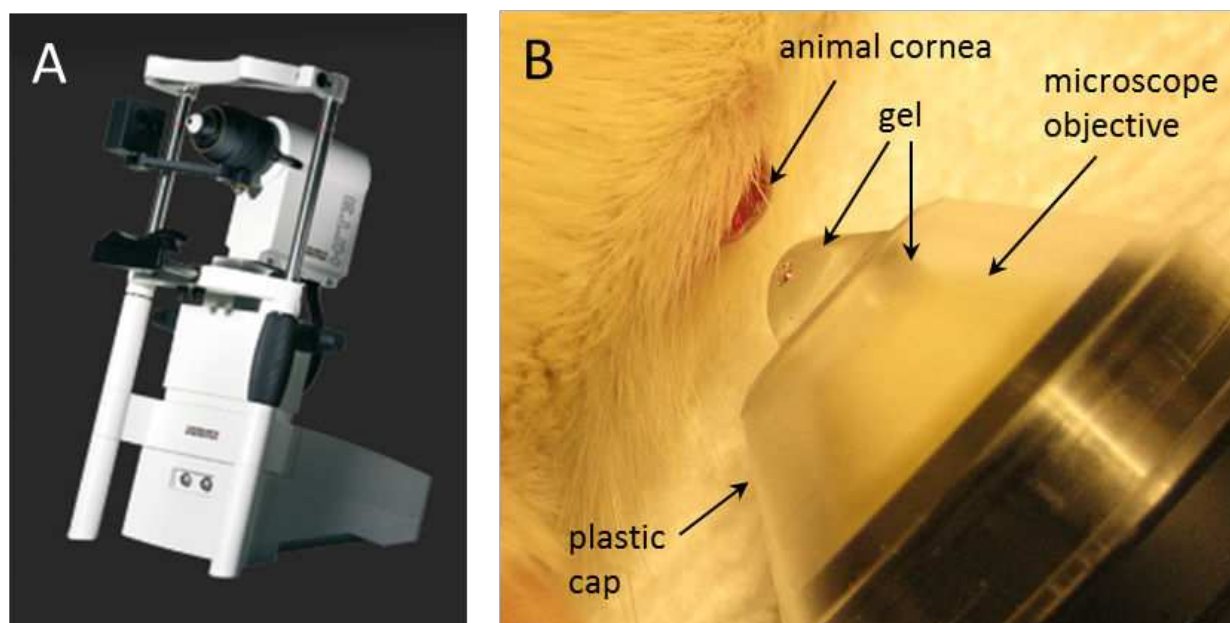 A
B
animal cornea
gel
microscope
objective
plastic
cap